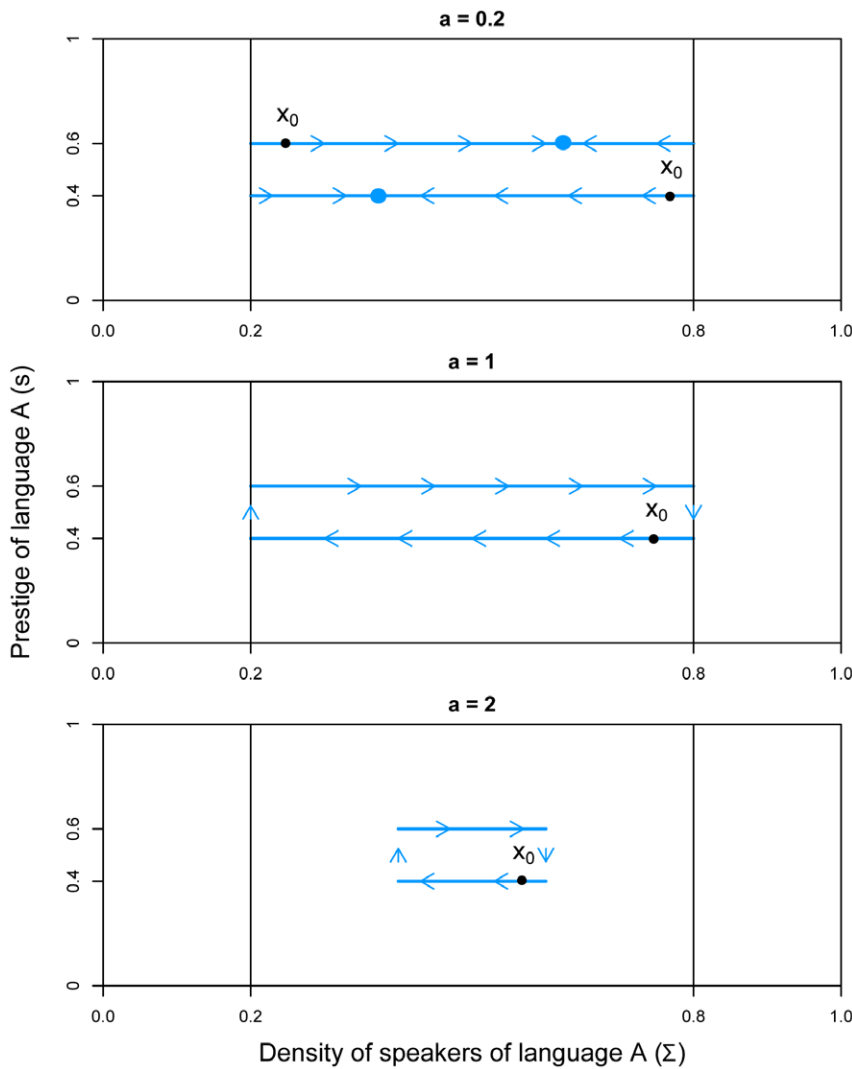 a = 0.2
1
x₀
0.6
x₀
0.4
0
0.0 0.2 0.8 1.0
a = 1
1
0.6
x₀
0.4
0
0.0 0.2 0.8 1.0
a = 2
1
0.6
x₀
0.4
0
0.0 0.2 0.8 1.0
Prestige of language A (s)
Density of speakers of language A (Σ)